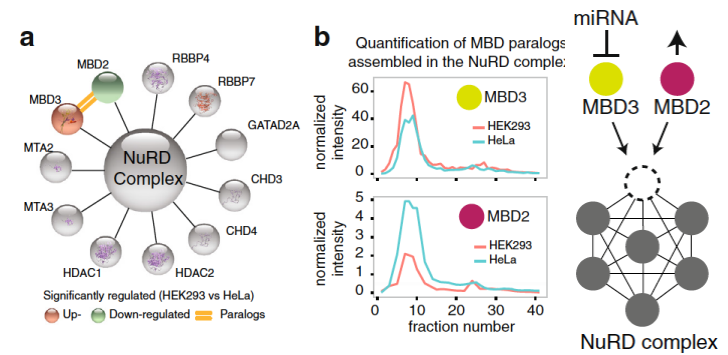 a
MBD2
RBBP4
MBD3
RBBP7
GATAD2A
MTA2
NuRD
Complex
CHD3
MTA3
CHD4
HDAC1
HDAC2
Significantly regulated (HEK293 vs HeLa)
Up-
Down-regulated
Paralogs
b
Quantification of MBD paralogs
assembled in the NuRD complex
normalized
intensity
60
40
20
0
MBD3
HEK293
HeLa
normalized
intensity
5
4
3
2
1
0
MBD2
HEK293
HeLa
0 10 20 30 40
fraction number
miRNA
MBD3 MBD2
NuRD complex